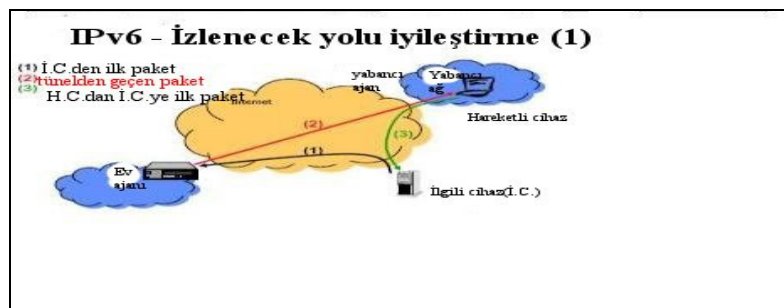 IPv6 - İzlenecek yolu iyileştirme (1)
(1) İ.C.den ilk paket
(2) tünelden geçen paket
(3) H.C.dan İ.C.ye ilk paket
yabancı
ajan
Yabancı
ağ
Hareketli cihaz
İnternet
(2)
(3)
(1)
Ev
ajanı
İlgili cihaz(İ.C.)